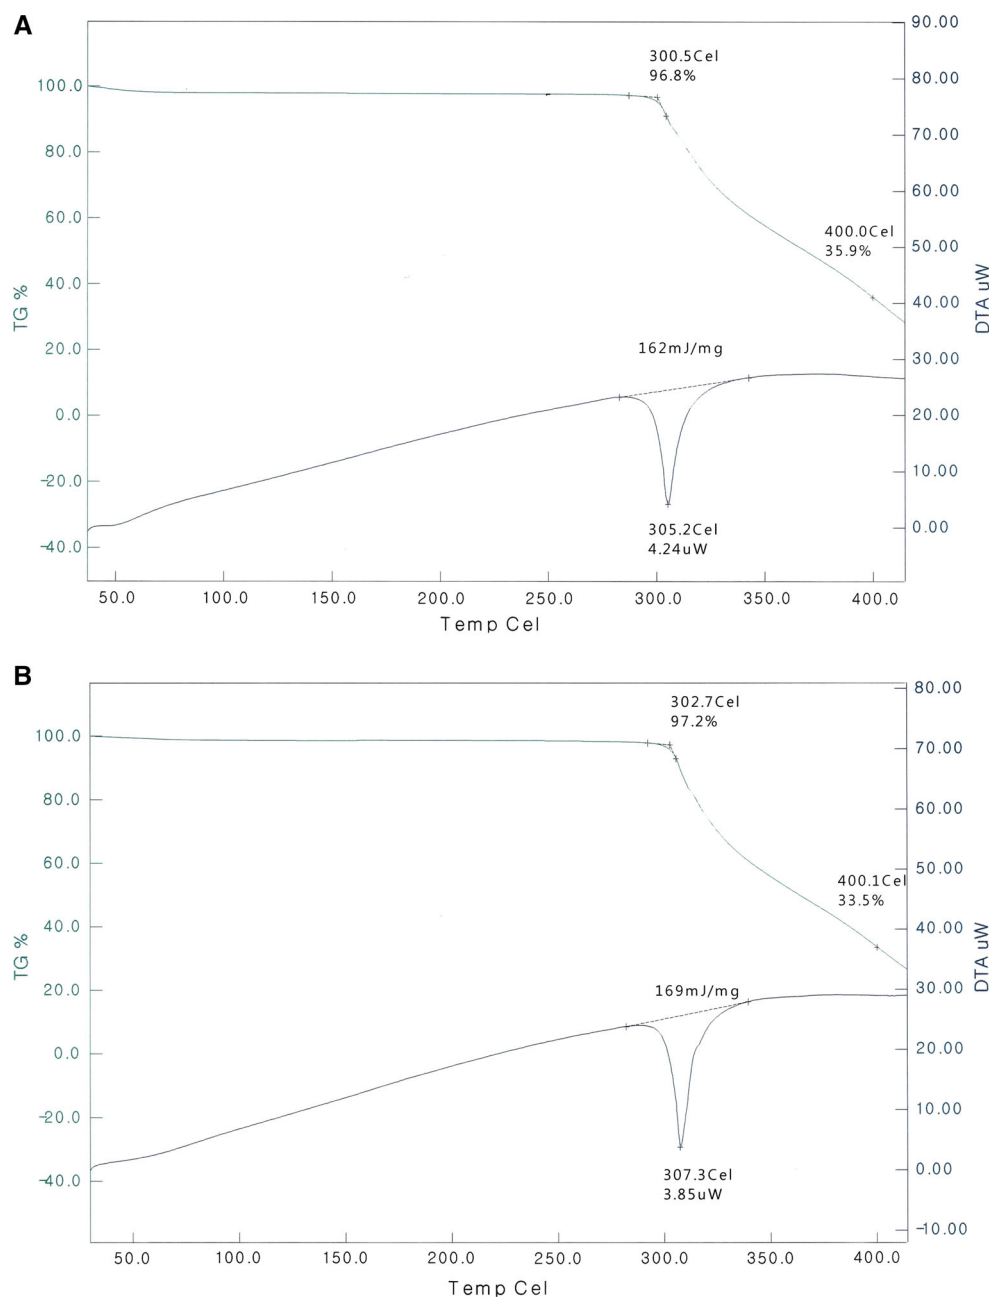 A
300.5Cel
96.8%
400.0Cel
35.9%
162mJ/mg
305.2Cel
4.24uW
100.0
80.0
60.0
40.0
20.0
0.0
-20.0
-40.0
TG %
90.00
80.00
70.00
60.00
50.00
40.00
30.00
20.00
10.00
0.00
DTA uW
50.0 100.0 150.0 200.0 250.0 300.0 350.0 400.0
Temp Cel
B
302.7Cel
97.2%
400.1Cel
33.5%
169mJ/mg
307.3Cel
3.85uW
100.0
80.0
60.0
40.0
20.0
0.0
-20.0
-40.0
TG %
80.00
70.00
60.00
50.00
40.00
30.00
20.00
10.00
0.00
-10.00
DTA uW
50.0 100.0 150.0 200.0 250.0 300.0 350.0 400.0
Temp Cel